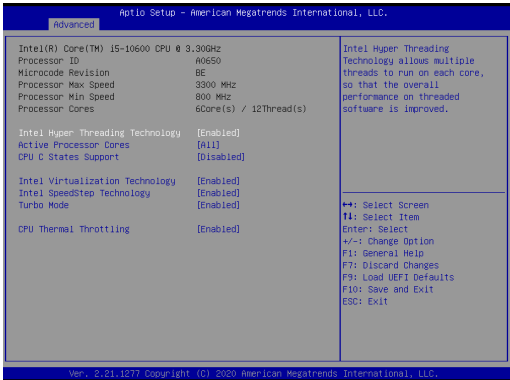 Aptio Setup – American Megatrends International, LLC.
Advanced
Intel(R) Core(TM) i5-10600 CPU @ 3.30GHz
Processor ID A0650
Microcode Revision BE
Processor Max Speed 3300 MHz
Processor Min Speed 800 MHz
Processor Cores 6Core(s) / 12Thread(s)
Intel Hyper Threading Technology [Enabled]
Active Processor Cores [All]
CPU C States Support [Disabled]
Intel Virtualization Technology [Enabled]
Intel SpeedStep Technology [Enabled]
Turbo Mode [Enabled]
CPU Thermal Throttling [Enabled]
Intel Hyper Threading
Technology allows multiple
threads to run on each core,
so that the overall
performance on threaded
software is improved.
↔: Select Screen
↑↓: Select Item
Enter: Select
+/-: Change Option
F1: General Help
F7: Discard Changes
F9: Load UEFI Defaults
F10: Save and Exit
ESC: Exit
Ver. 2.21.1277 Copyright (C) 2020 American Megatrends International, LLC.